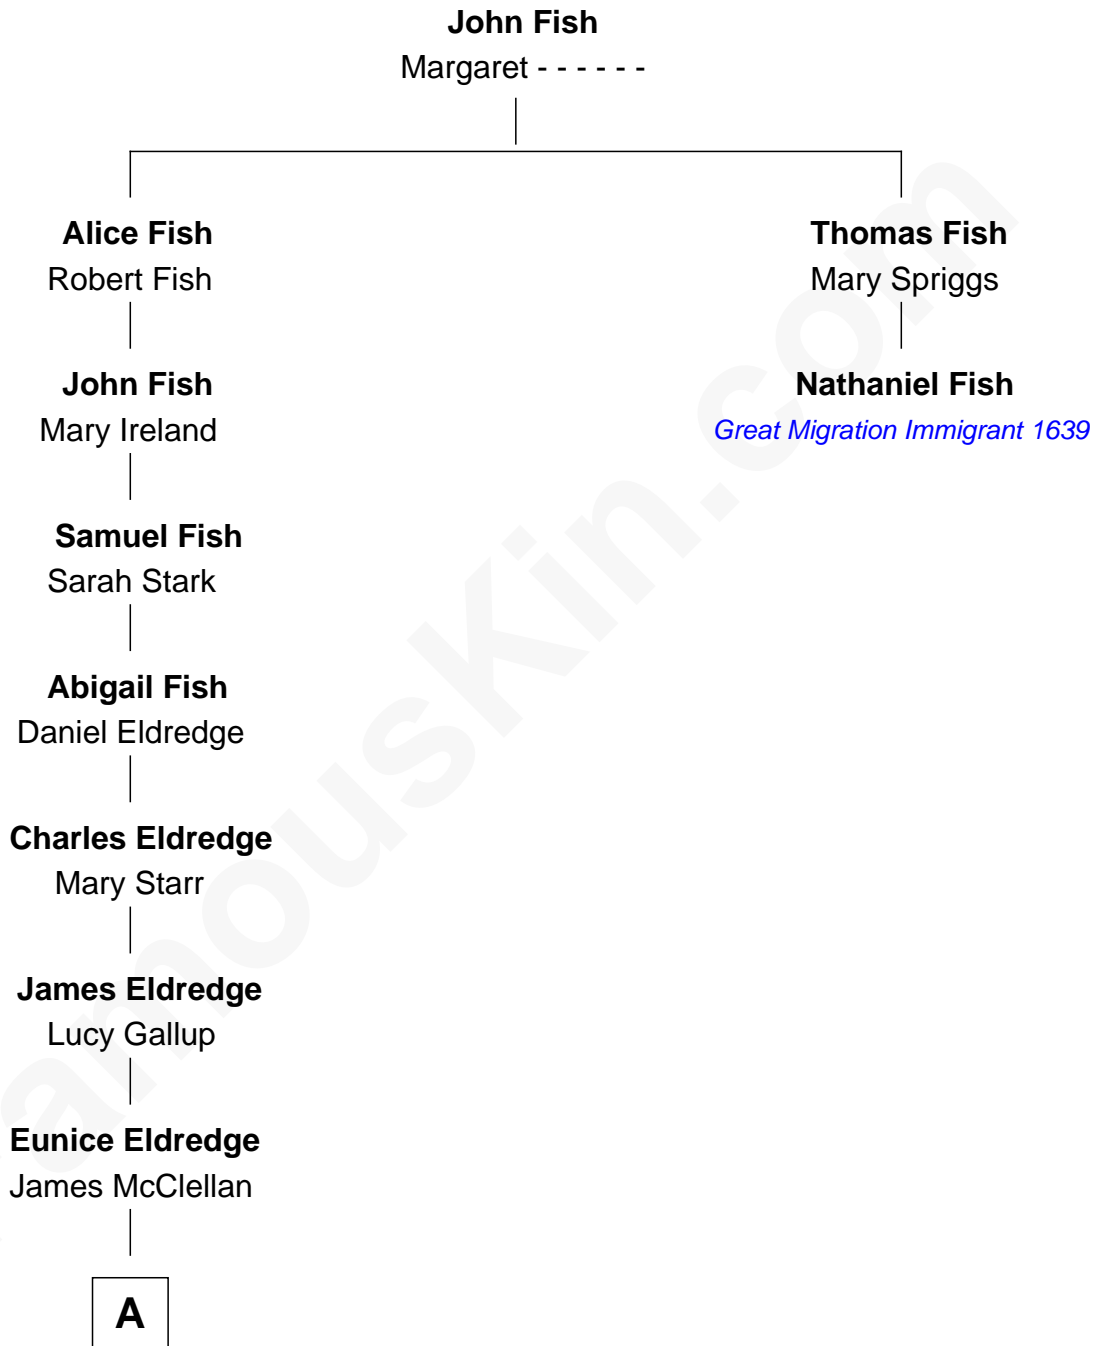 John Fish
Margaret - - - - - -
Alice Fish
Robert Fish
Thomas Fish
Mary Spriggs
John Fish
Mary Ireland
Nathaniel Fish
Great Migration Immigrant 1639
Samuel Fish
Sarah Stark
Abigail Fish
Daniel Eldredge
Charles Eldredge
Mary Starr
James Eldredge
Lucy Gallup
Eunice Eldredge
James McClellan
A
amouskin.com